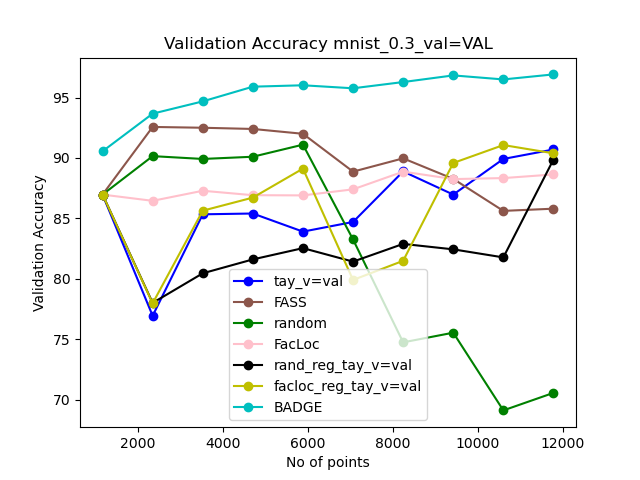 Validation Accuracy mnist_0.3_val=VAL
Validation Accuracy
95
90
85
80
75
70
tay_v=val
FASS
random
FacLoc
rand_reg_tay_v=val
facloc_reg_tay_v=val
BADGE
2000 4000 6000 8000 10000 12000
No of points